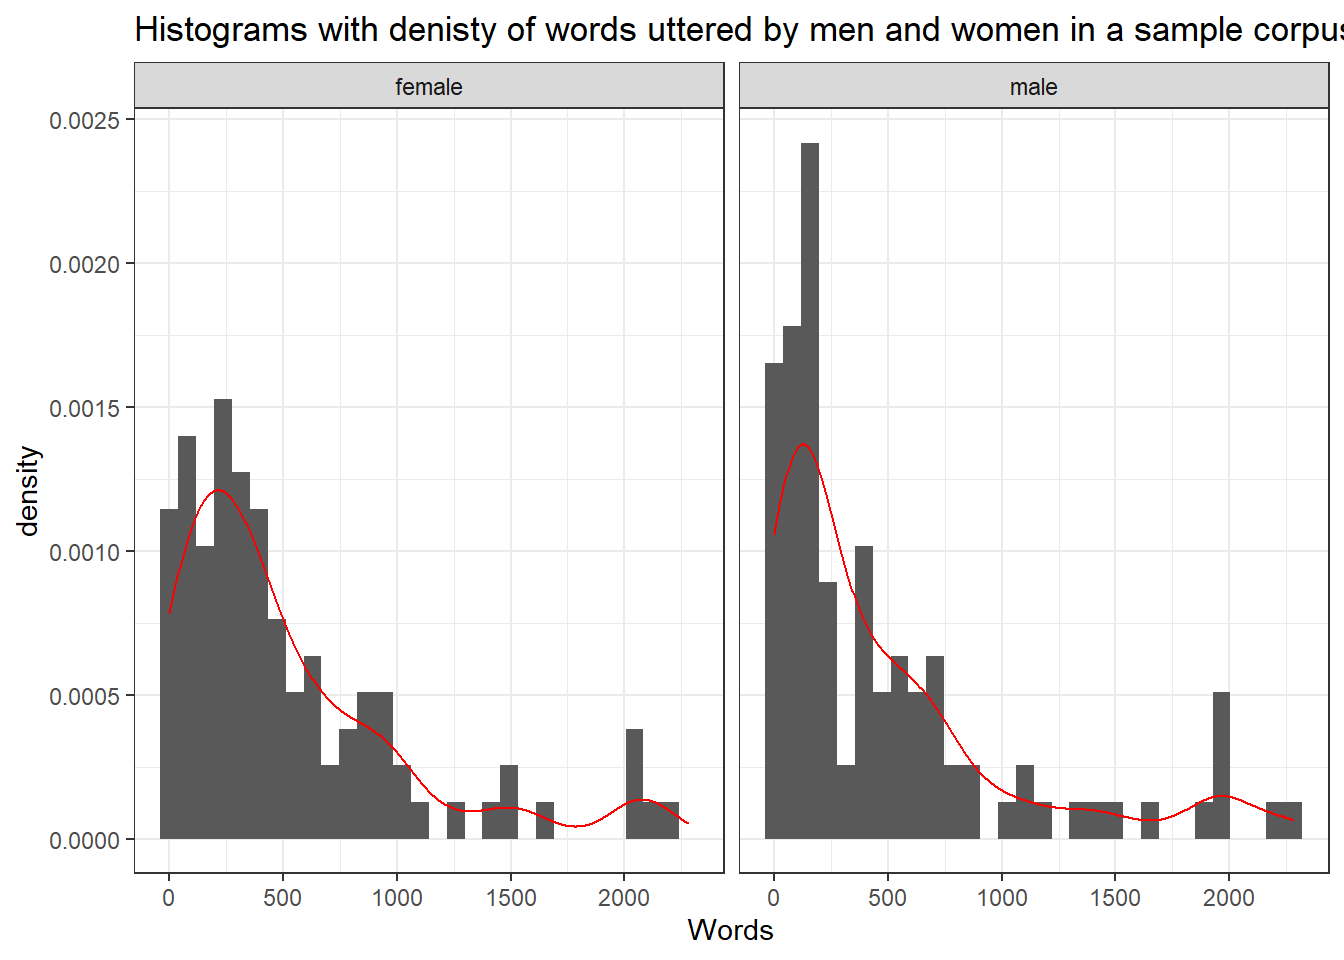 Histograms with denisty of words uttered by men and women in a sample corpus
female
male
0.0025
0.0020
0.0015
0.0010
0.0005
0.0000
density
0 500 1000 1500 2000
0 500 1000 1500 2000
Words